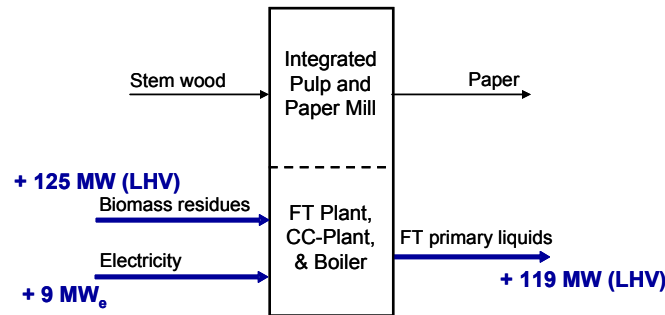 Integrated
Pulp and
Paper Mill
Stem wood
Paper
+ 125 MW (LHV)
Biomass residues
FT Plant,
CC-Plant,
& Boiler
FT primary liquids
Electricity
+ 119 MW (LHV)
+ 9 MWe